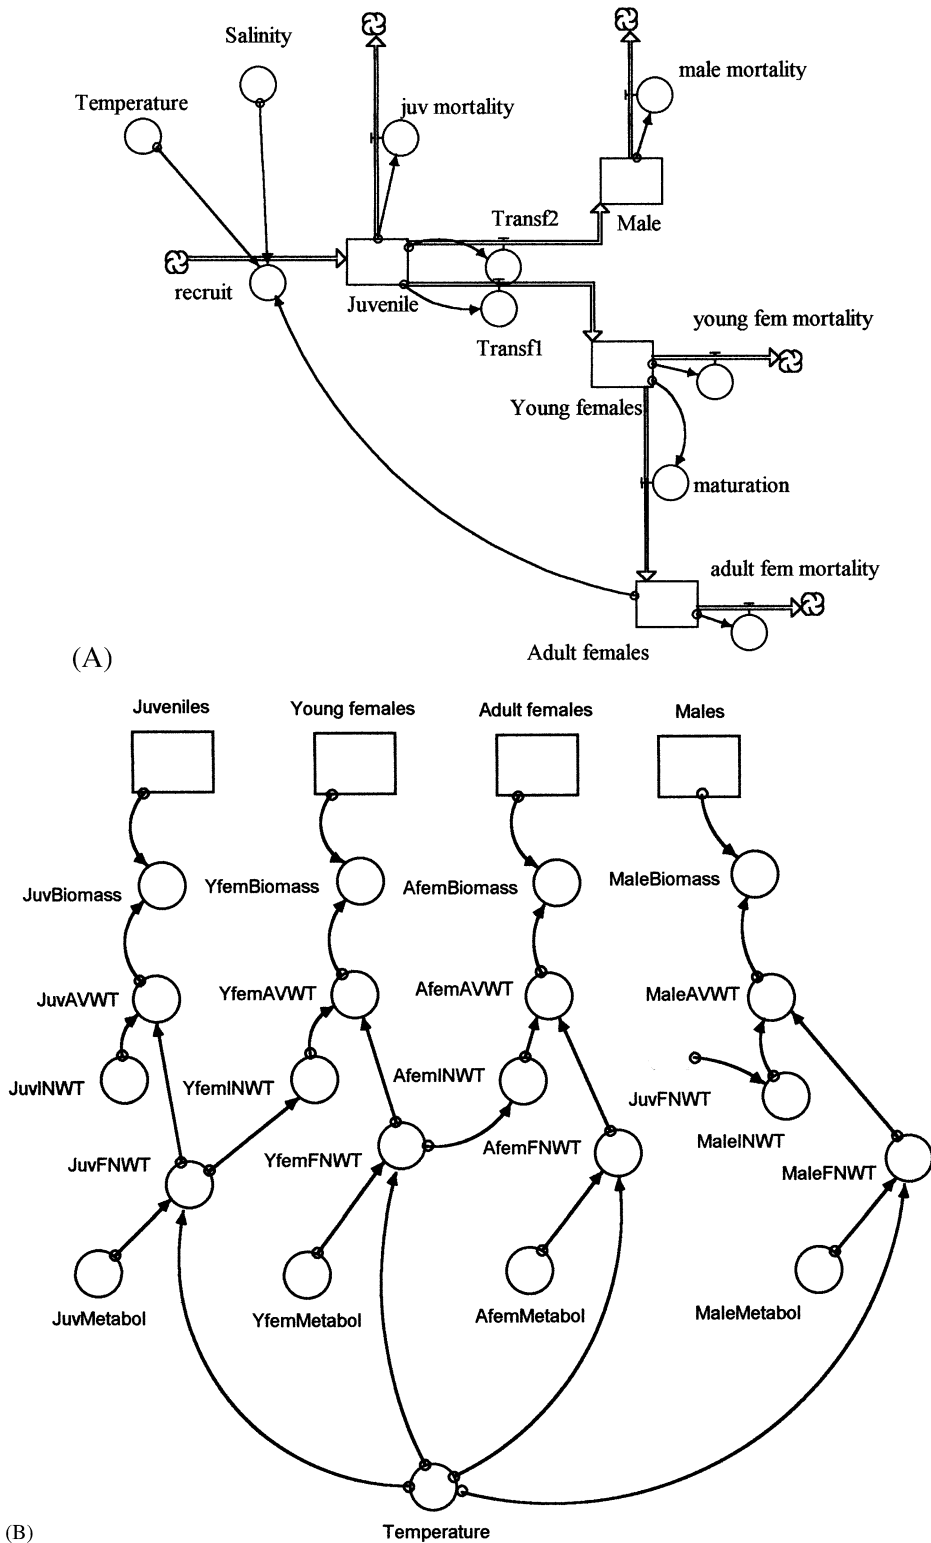 Salinity
Temperature
juv mortality
male mortality
Transf2
Male
recruit
Juvenile
Transf1
young fem mortality
Young females
maturation
adult fem mortality
Adult females
(A)
Juveniles Young females Adult females Males
JuvBiomass YfemBiomass AfemBiomass MaleBiomass
JuvAVWT YfemAVWT AfemAVWT MaleAVWT
JuvINWT YfemINWT AfemINWT JuvFNWT
MaleINWT
JuvFNWT YfemFNWT AfemFNWT MaleFNWT
JuvMetabol YfemMetabol AfemMetabol MaleMetabol
Temperature
(B)